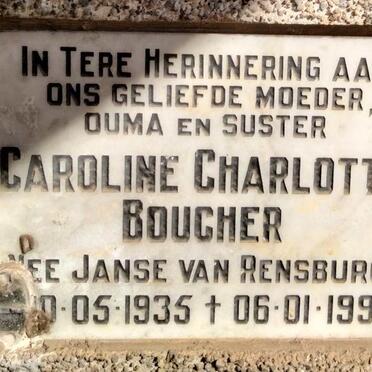 IN TERE HERINNERING AA
ONS GELIEFDE MOEDER,
OUMA EN SUSTER
CAROLINE CHARLOTT
BOUCHER
NÉE JANSE VAN RENSBURG
0-05-1935 † 06-01-199